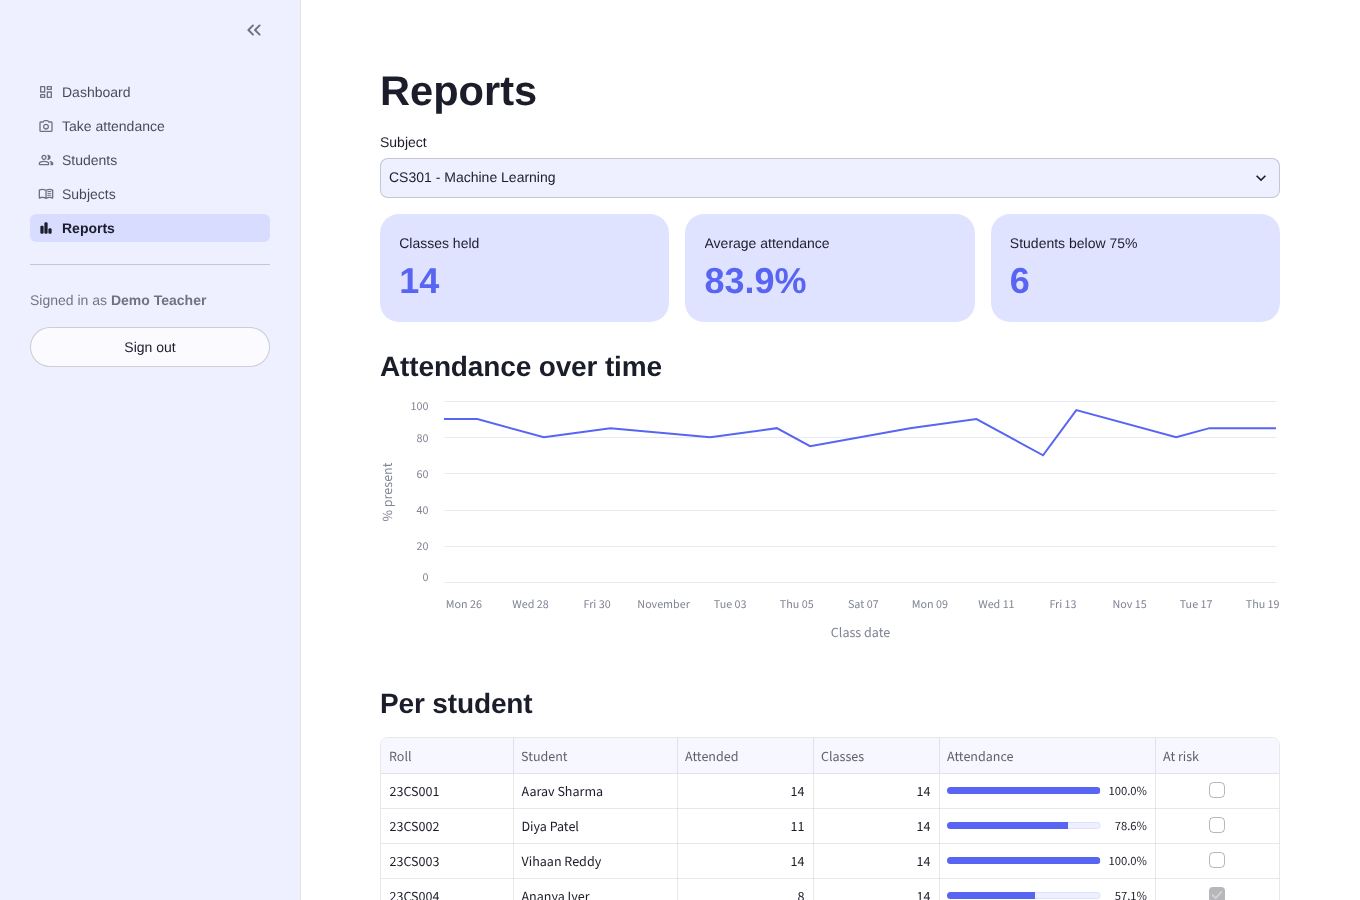 Dashboard
Take attendance
Students
Subjects
Reports
Signed in as Demo Teacher
Sign out
Reports
Subject
CS301 - Machine Learning
Classes held
14
Average attendance
83.9%
Students below 75%
6
Attendance over time
100
80
60
40
20
0
% present
Mon 26 Wed 28 Fri 30 November Tue 03 Thu 05 Sat 07 Mon 09 Wed 11 Fri 13 Nov 15 Tue 17 Thu 19
Class date
Per student
Roll Student Attended Classes Attendance At risk
23CS001 Aarav Sharma 14 14 100.0%
23CS002 Diya Patel 11 14 78.6%
23CS003 Vihaan Reddy 14 14 100.0%
23CS004 Ananya Iyer 8 14 57.1%